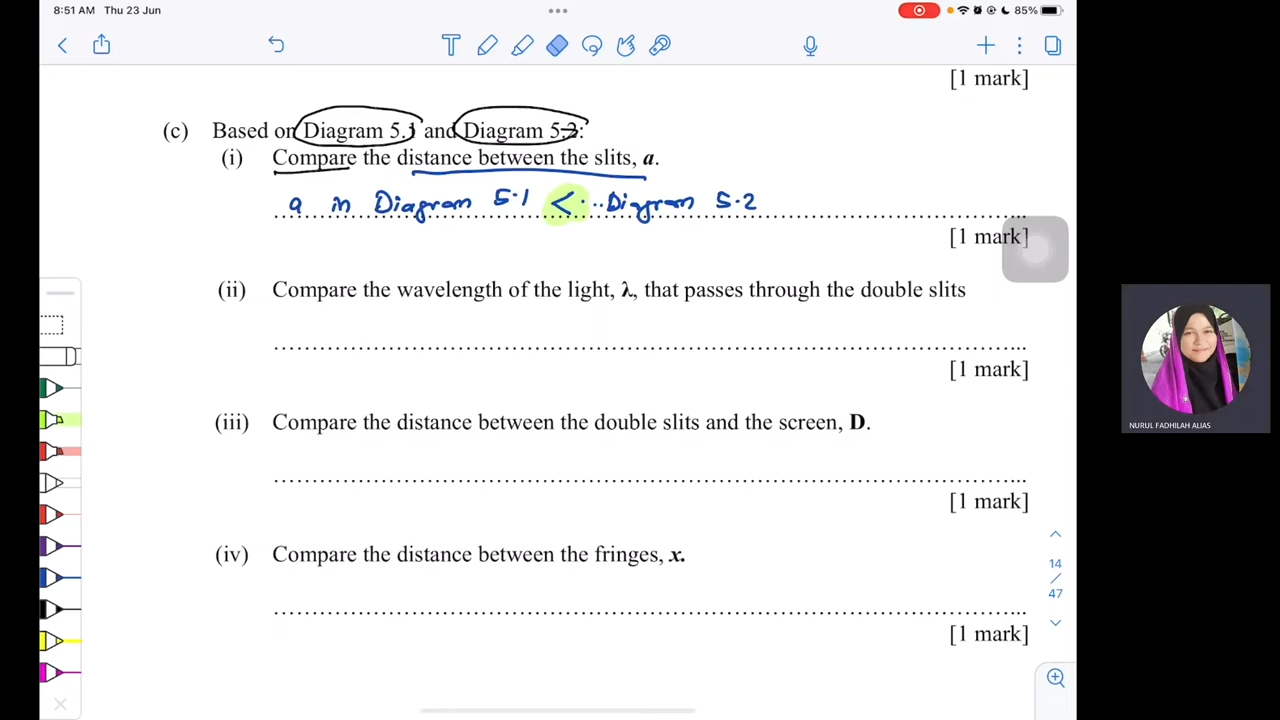 8:51 AM Thu 23 Jun
85%
[1 mark]
(c) Based on Diagram 5.1 and Diagram 5.2:
(i) Compare the distance between the slits, a.
a in Diagram 5.1 < Diagram 5.2
[1 mark]
(ii) Compare the wavelength of the light, λ, that passes through the double slits
[1 mark]
(iii) Compare the distance between the double slits and the screen, D.
[1 mark]
(iv) Compare the distance between the fringes, x.
[1 mark]
14
/
47
NURUL FADHILAH ALIAS